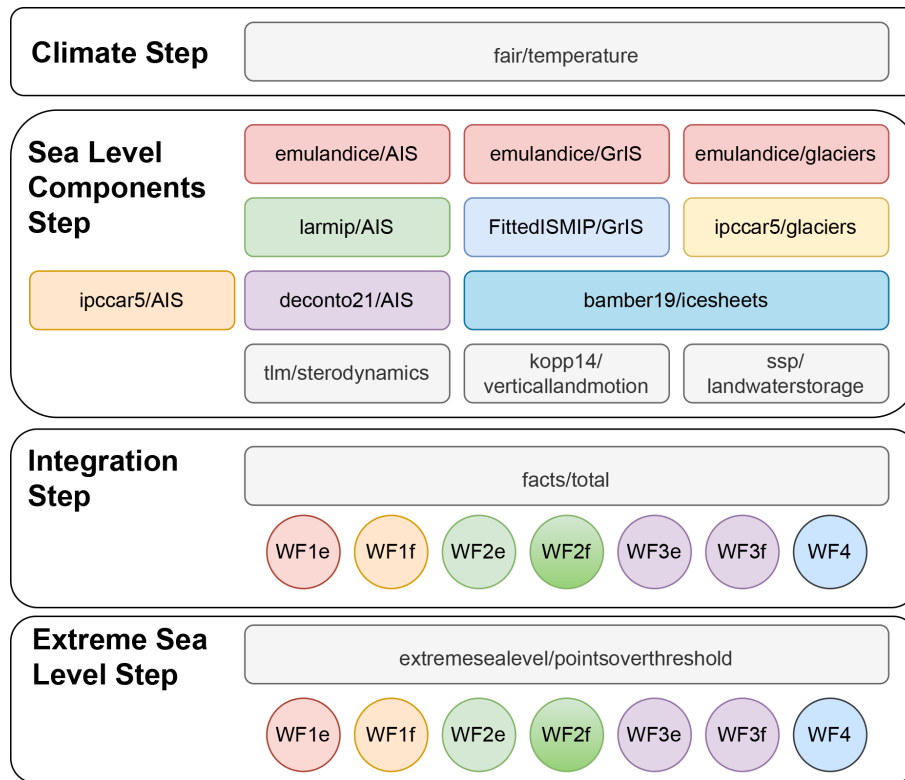 Climate Step
fair/temperature
Sea Level
Components
Step
emulandice/AIS
emulandice/GrIS
emulandice/glaciers
larmip/AIS
FittedISMIP/GrIS
ipccar5/glaciers
ipccar5/AIS
deconto21/AIS
bamber19/icesheets
tlm/sterodynamics
kopp14/
verticallandmotion
ssp/
landwaterstorage
Integration
Step
facts/total
WF1e WF1f WF2e WF2f WF3e WF3f WF4
Extreme Sea
Level Step
extremesealevel/pointsoverthreshold
WF1e WF1f WF2e WF2f WF3e WF3f WF4